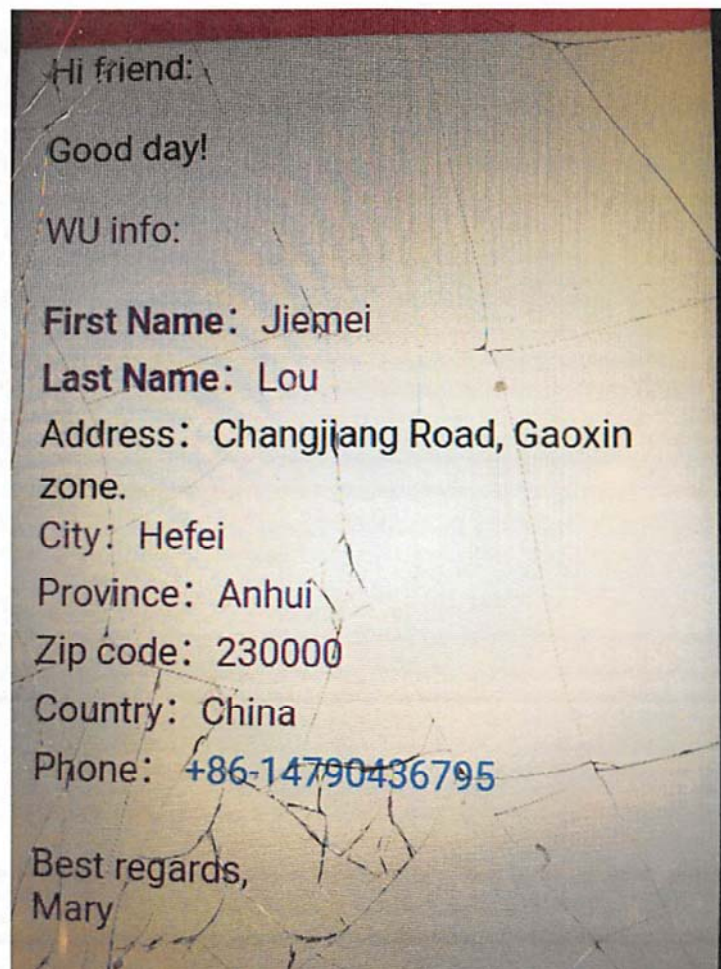 Hi friend:
Good day!
WU info:
First Name： Jiemei
Last Name： Lou
Address： Changjiang Road, Gaoxin
zone.
City： Hefei
Province： Anhui
Zip code： 230000
Country： China
Phone： +86-14790436795
Best regards,
Mary